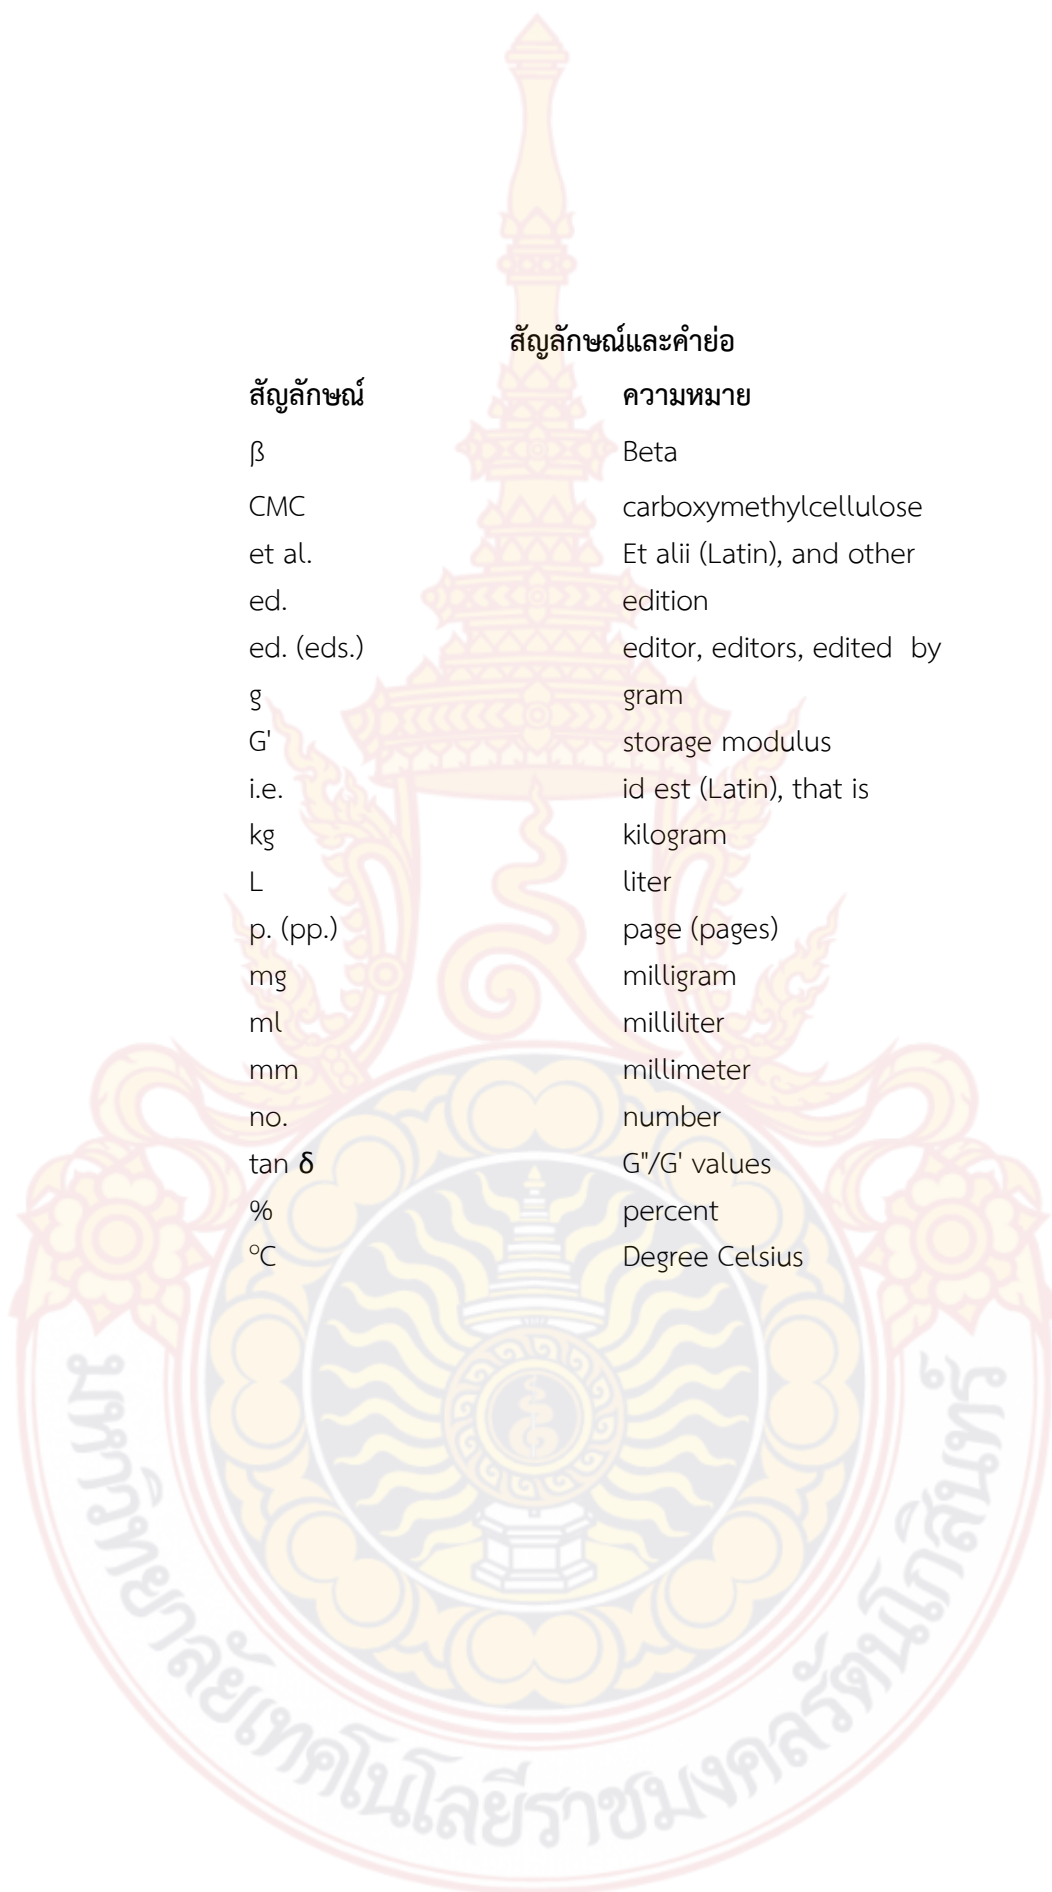 สัญลักษณ์และคำย่อ
สัญลักษณ์ ความหมาย
ß Beta
CMC carboxymethylcellulose
et al. Et alii (Latin), and other
ed. edition
ed. (eds.) editor, editors, edited by
g gram
G' storage modulus
i.e. id est (Latin), that is
kg kilogram
L liter
p. (pp.) page (pages)
mg milligram
ml milliliter
mm millimeter
no. number
tan δ G"/G' values
% percent
°C Degree Celsius
มหาวิทยาลัยเทคโนโลยีราชมงคลรัตนโกสินทร์